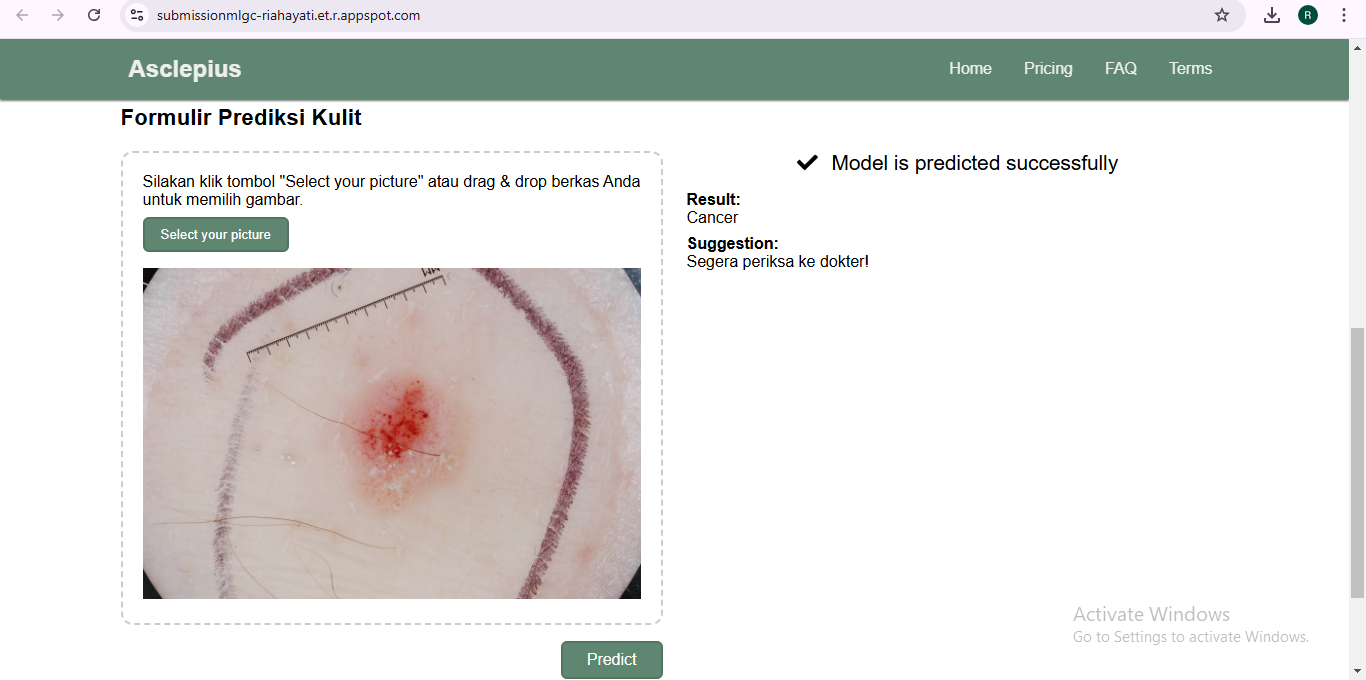 submissionmlgc-riahayati.et.r.appspot.com
R
Asclepius
Home Pricing FAQ Terms
Formulir Prediksi Kulit
Silakan klik tombol "Select your picture" atau drag & drop berkas Anda
untuk memilih gambar.
Select your picture
Model is predicted successfully
Result:
Cancer
Suggestion:
Segera periksa ke dokter!
Predict
Activate Windows
Go to Settings to activate Windows.